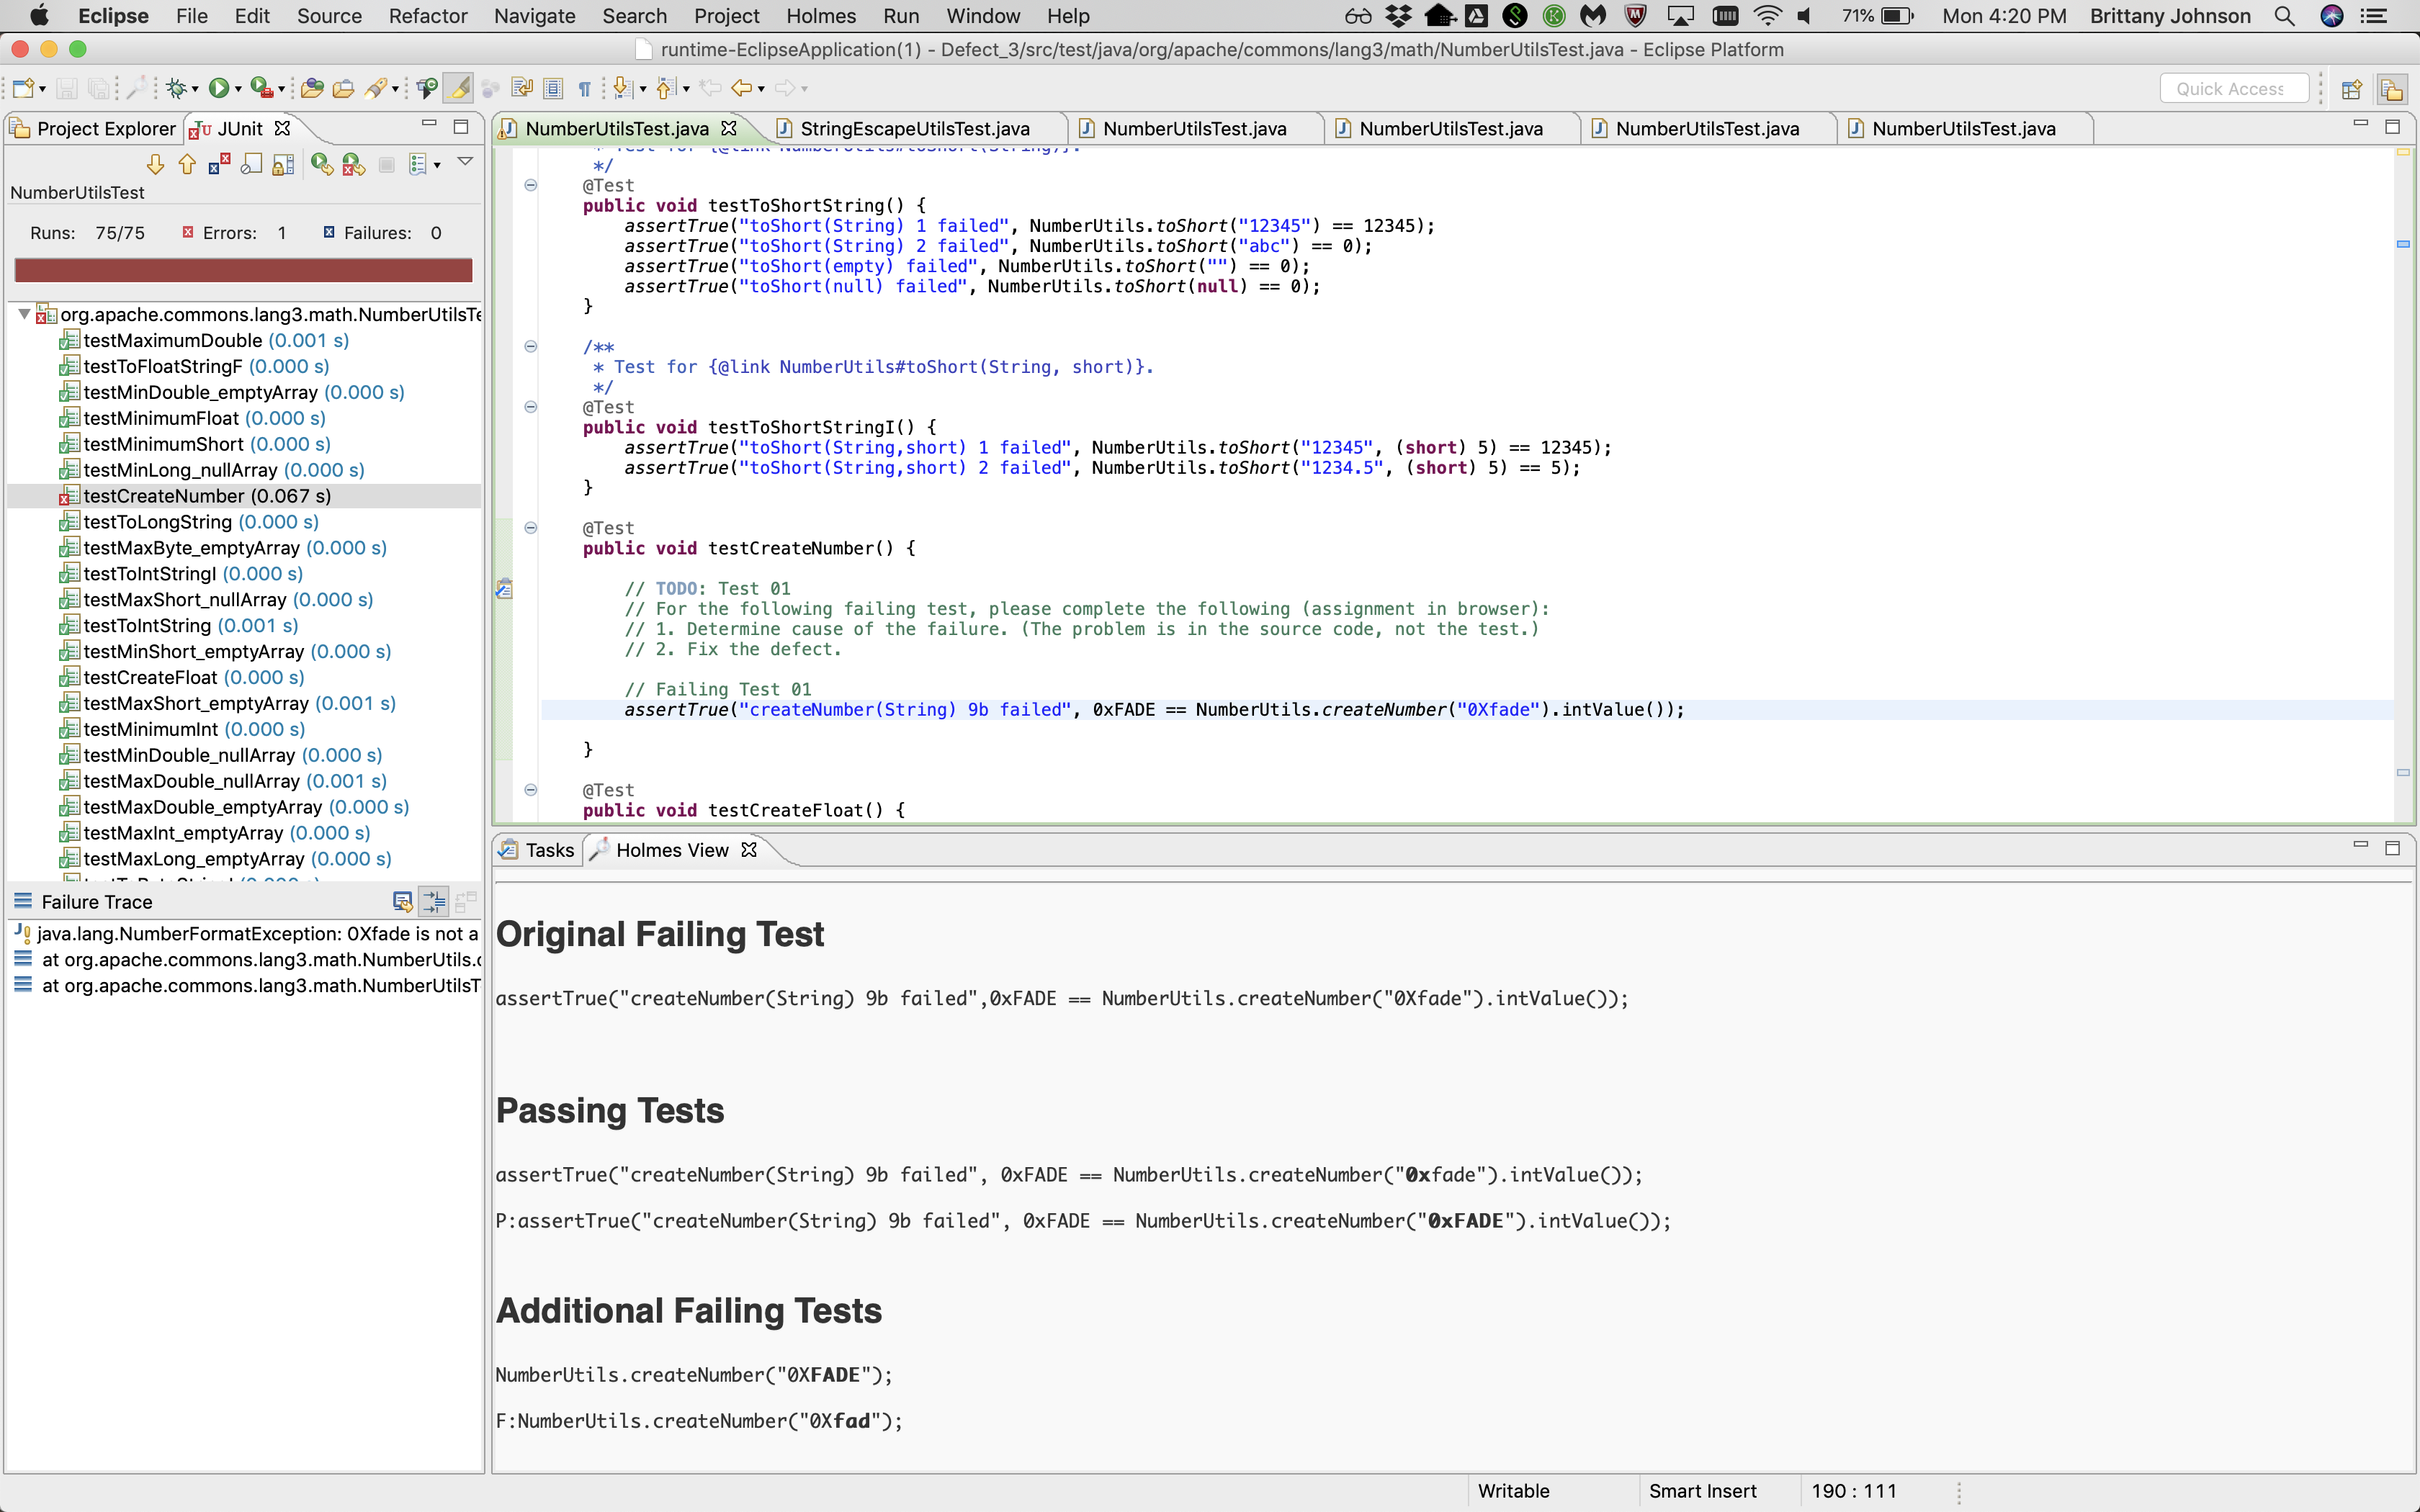 Eclipse File Edit Source Refactor Navigate Search Project Holmes Run Window Help 71% Mon 4:20 PM Brittany Johnson
runtime-EclipseApplication(1) - Defect_3/src/test/java/org/apache/commons/lang3/math/NumberUtilsTest.java - Eclipse Platform
Quick Access
Project Explorer JUnit
NumberUtilsTest
Runs: 75/75 Errors: 1 Failures: 0
org.apache.commons.lang3.math.NumberUtilsTe
testMaximumDouble (0.001 s)
testToFloatStringF (0.000 s)
testMinDouble_emptyArray (0.000 s)
testMinimumFloat (0.000 s)
testMinimumShort (0.000 s)
testMinLong_nullArray (0.000 s)
testCreateNumber (0.067 s)
testToLongString (0.000 s)
testMaxByte_emptyArray (0.000 s)
testToIntStringI (0.000 s)
testMaxShort_nullArray (0.000 s)
testToIntString (0.001 s)
testMinShort_emptyArray (0.000 s)
testCreateFloat (0.000 s)
testMaxShort_emptyArray (0.001 s)
testMinimumInt (0.000 s)
testMinDouble_nullArray (0.000 s)
testMaxDouble_nullArray (0.001 s)
testMaxDouble_emptyArray (0.000 s)
testMaxInt_emptyArray (0.000 s)
testMaxLong_emptyArray (0.000 s)
Failure Trace
java.lang.NumberFormatException: 0Xfade is not a
at org.apache.commons.lang3.math.NumberUtils.c
at org.apache.commons.lang3.math.NumberUtilsT
NumberUtilsTest.java StringEscapeUtilsTest.java NumberUtilsTest.java NumberUtilsTest.java NumberUtilsTest.java NumberUtilsTest.java
* Test for {@link NumberUtils#toShort(String)}.
*/
@Test
public void testToShortString() {
assertTrue("toShort(String) 1 failed", NumberUtils.toShort("12345") == 12345);
assertTrue("toShort(String) 2 failed", NumberUtils.toShort("abc") == 0);
assertTrue("toShort(empty) failed", NumberUtils.toShort("") == 0);
assertTrue("toShort(null) failed", NumberUtils.toShort(null) == 0);
}
/**
* Test for {@link NumberUtils#toShort(String, short)}.
*/
@Test
public void testToShortStringI() {
assertTrue("toShort(String,short) 1 failed", NumberUtils.toShort("12345", (short) 5) == 12345);
assertTrue("toShort(String,short) 2 failed", NumberUtils.toShort("1234.5", (short) 5) == 5);
}
@Test
public void testCreateNumber() {
// TODO: Test 01
// For the following failing test, please complete the following (assignment in browser):
// 1. Determine cause of the failure. (The problem is in the source code, not the test.)
// 2. Fix the defect.
// Failing Test 01
assertTrue("createNumber(String) 9b failed", 0xFADE == NumberUtils.createNumber("0Xfade").intValue());
}
@Test
public void testCreateFloat() {
Tasks Holmes View
Original Failing Test
assertTrue("createNumber(String) 9b failed",0xFADE == NumberUtils.createNumber("0Xfade").intValue());
Passing Tests
assertTrue("createNumber(String) 9b failed", 0xFADE == NumberUtils.createNumber("0xfade").intValue());
P:assertTrue("createNumber(String) 9b failed", 0xFADE == NumberUtils.createNumber("0xFADE").intValue());
Additional Failing Tests
NumberUtils.createNumber("0XFADE");
F:NumberUtils.createNumber("0Xfad");
Writable Smart Insert 190 : 111